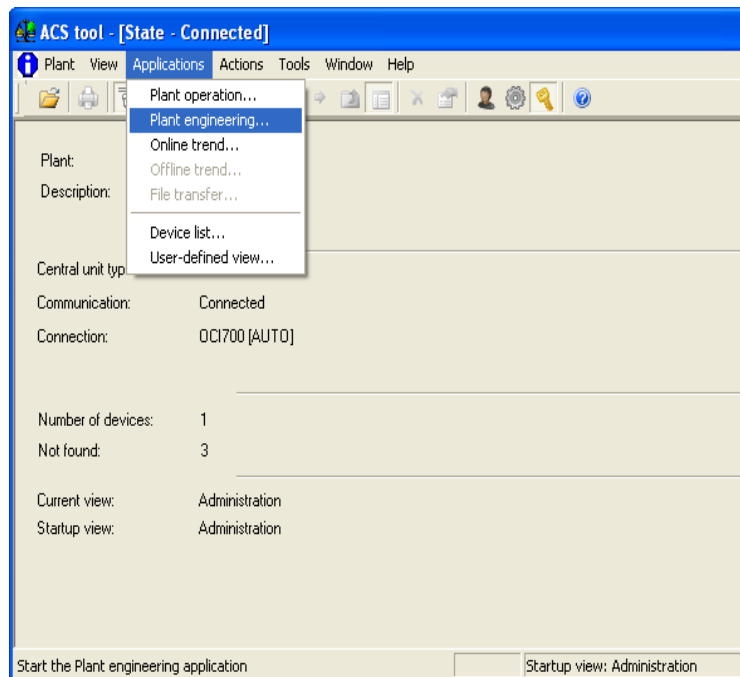 ACS tool - [State - Connected]
Plant View Applications Actions Tools Window Help
Plant operation...
Plant engineering...
Online trend...
Offline trend...
File transfer...
Device list...
User-defined view...
Plant:
Description:
Central unit typ
Communication: Connected
Connection: OCI700 [AUTO]
Number of devices: 1
Not found: 3
Current view: Administration
Startup view: Administration
Start the Plant engineering application Startup view: Administration